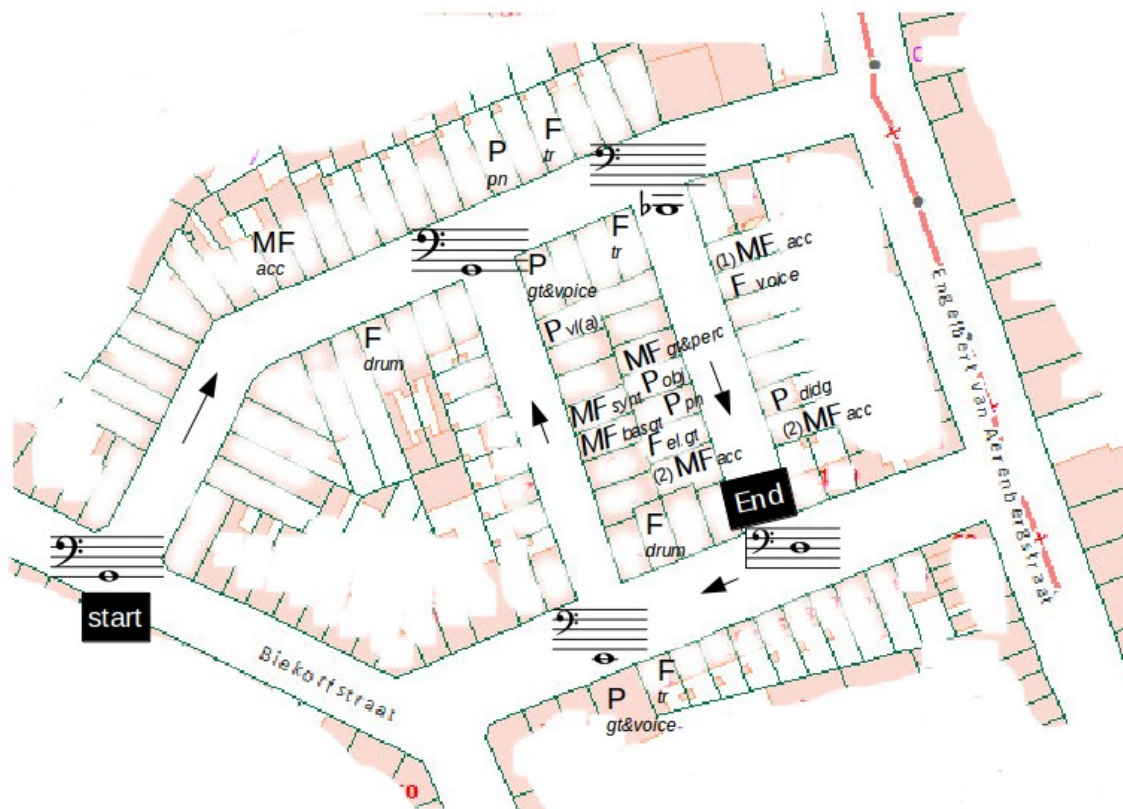 F
tr
P
pn
MF
acc
F
tr
P
gt&voice
(1) MF acc
F voice
P vl(a)
F
drum
MF gt&perc
P obj
MF synt
P pn
MF basgt
F el.gt
(2) MF acc
P didg
(2) MF acc
End
F
drum
start
Biekorfstraat
F
tr
P
gt&voice
Engelbert van Aerenbergstraat